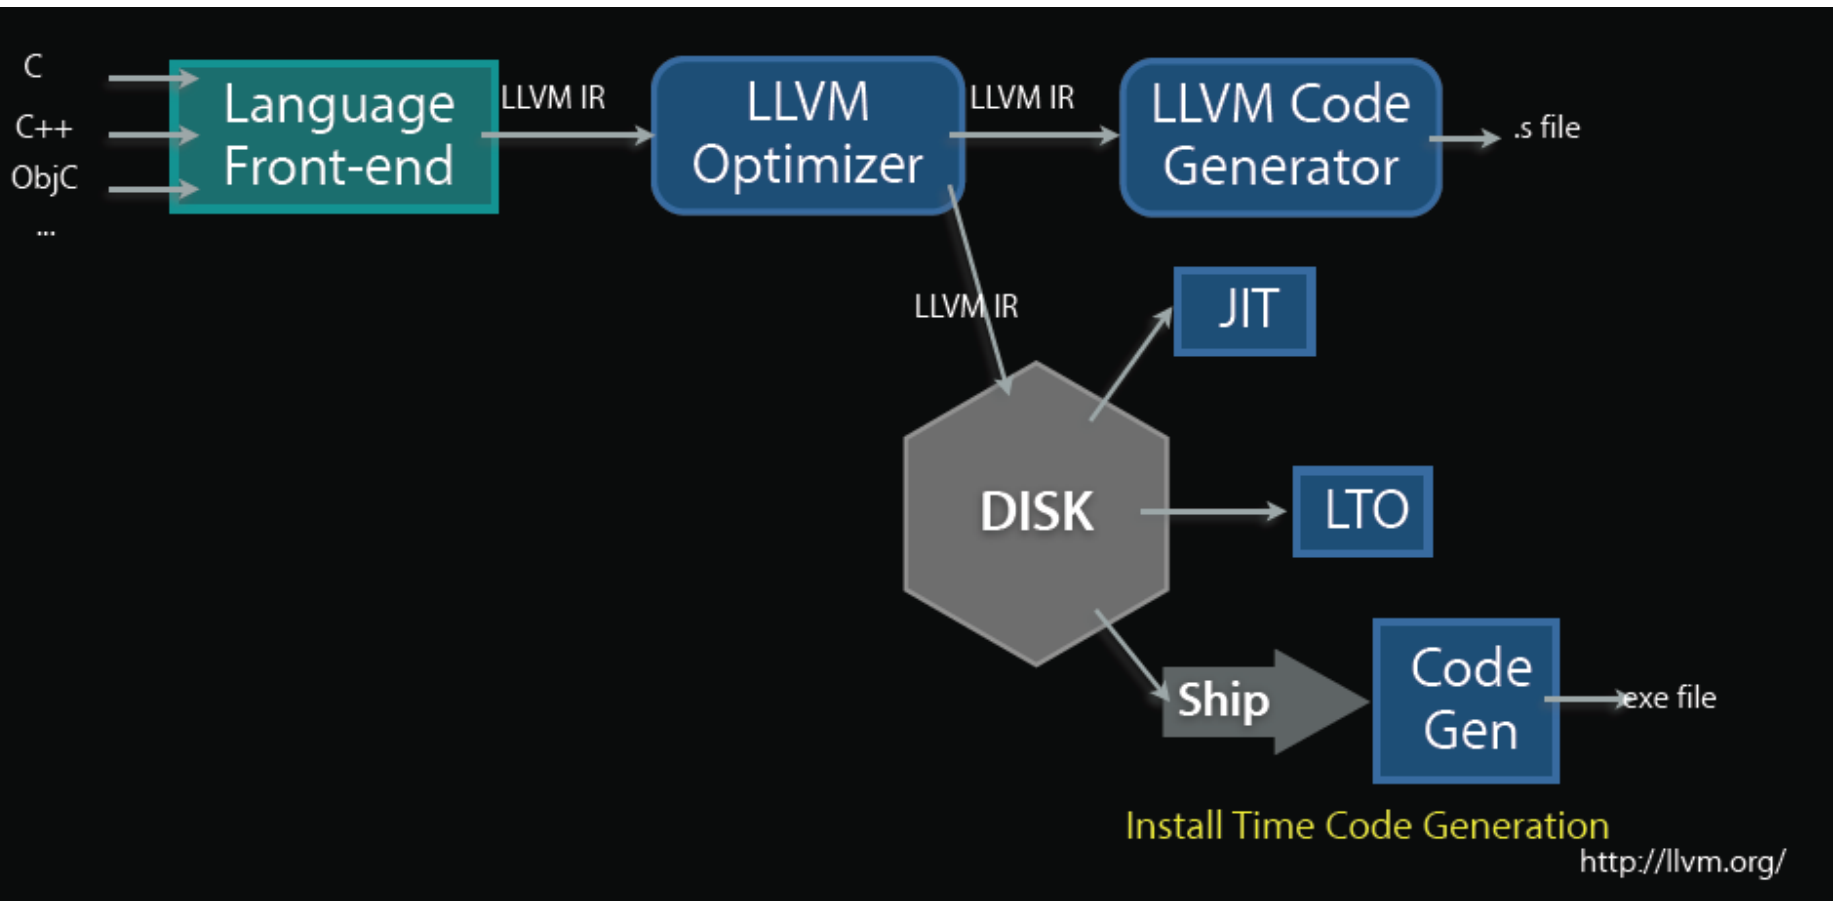 C
C++
ObjC
...
Language
Front-end
LLVM IR
LLVM
Optimizer
LLVM IR
LLVM Code
Generator
.s file
LLVM IR
JIT
DISK
LTO
Ship
Code
Gen
exe file
Install Time Code Generation
http://llvm.org/